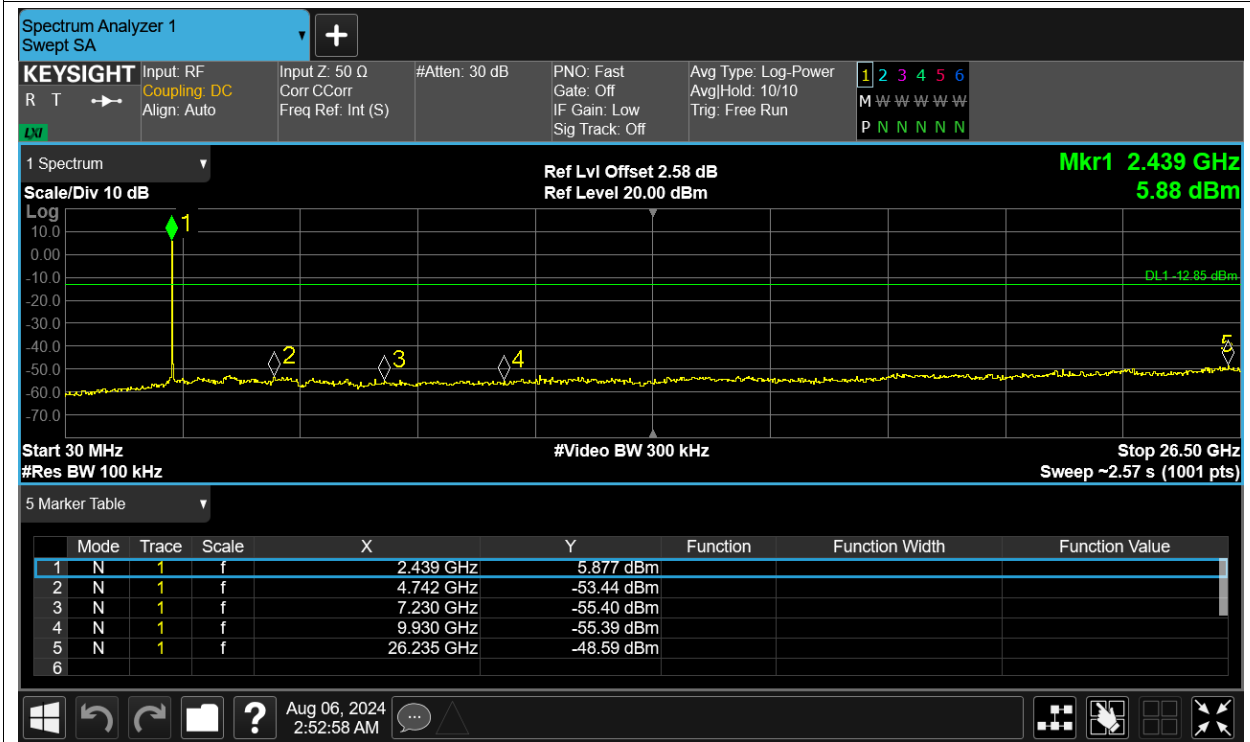 Spectrum Analyzer 1
Swept SA
+
KEYSIGHT
R T
LXI
Input: RF
Coupling: DC
Align: Auto
Input Z: 50 Ω
Corr CCorr
Freq Ref: Int (S)
#Atten: 30 dB
PNO: Fast
Gate: Off
IF Gain: Low
Sig Track: Off
Avg Type: Log-Power
Avg|Hold: 10/10
Trig: Free Run
1 2 3 4 5 6
M W W W W W
P N N N N N
1 Spectrum
Scale/Div 10 dB
Ref Lvl Offset 2.58 dB
Ref Level 20.00 dBm
Mkr1 2.439 GHz
5.88 dBm
Log
10.0
0.00
-10.0
-20.0
-30.0
-40.0
-50.0
-60.0
-70.0
1
2
3
4
5
DL1 -12.85 dBm
Start 30 MHz
#Res BW 100 kHz
#Video BW 300 kHz
Stop 26.50 GHz
Sweep ~2.57 s (1001 pts)
5 Marker Table
Mode Trace Scale X Y Function Function Width Function Value
1 N 1 f 2.439 GHz 5.877 dBm
2 N 1 f 4.742 GHz -53.44 dBm
3 N 1 f 7.230 GHz -55.40 dBm
4 N 1 f 9.930 GHz -55.39 dBm
5 N 1 f 26.235 GHz -48.59 dBm
6
?
Aug 06, 2024
2:52:58 AM